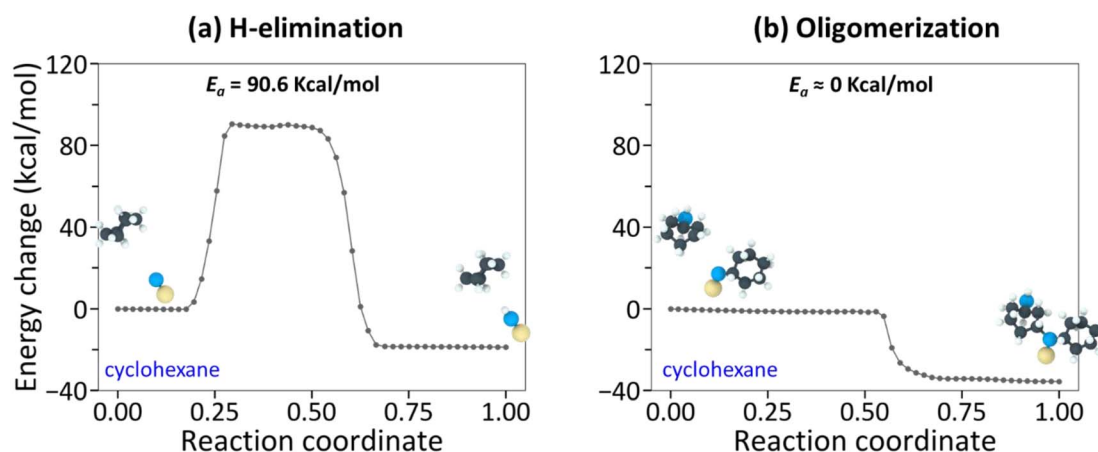 (a) H-elimination
(b) Oligomerization
Energy change (kcal/mol)
120
80
40
0
−40
Eₐ = 90.6 Kcal/mol
cyclohexane
0.00 0.25 0.50 0.75 1.00
Reaction coordinate
120
80
40
0
−40
Eₐ ≈ 0 Kcal/mol
cyclohexane
0.00 0.25 0.50 0.75 1.00
Reaction coordinate